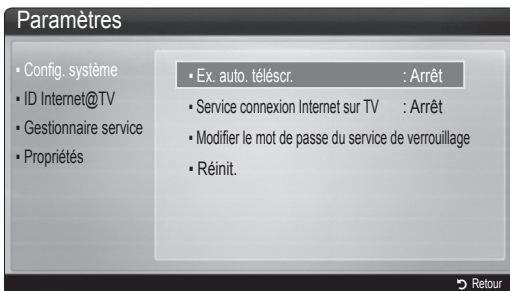 Paramètres
▪ Config. système
▪ ID Internet@TV
▪ Gestionnaire service
▪ Propriétés
▪ Ex. auto. téléscr. : Arrêt
▪ Service connexion Internet sur TV : Arrêt
▪ Modifier le mot de passe du service de verrouillage
▪ Réinit.
Retour